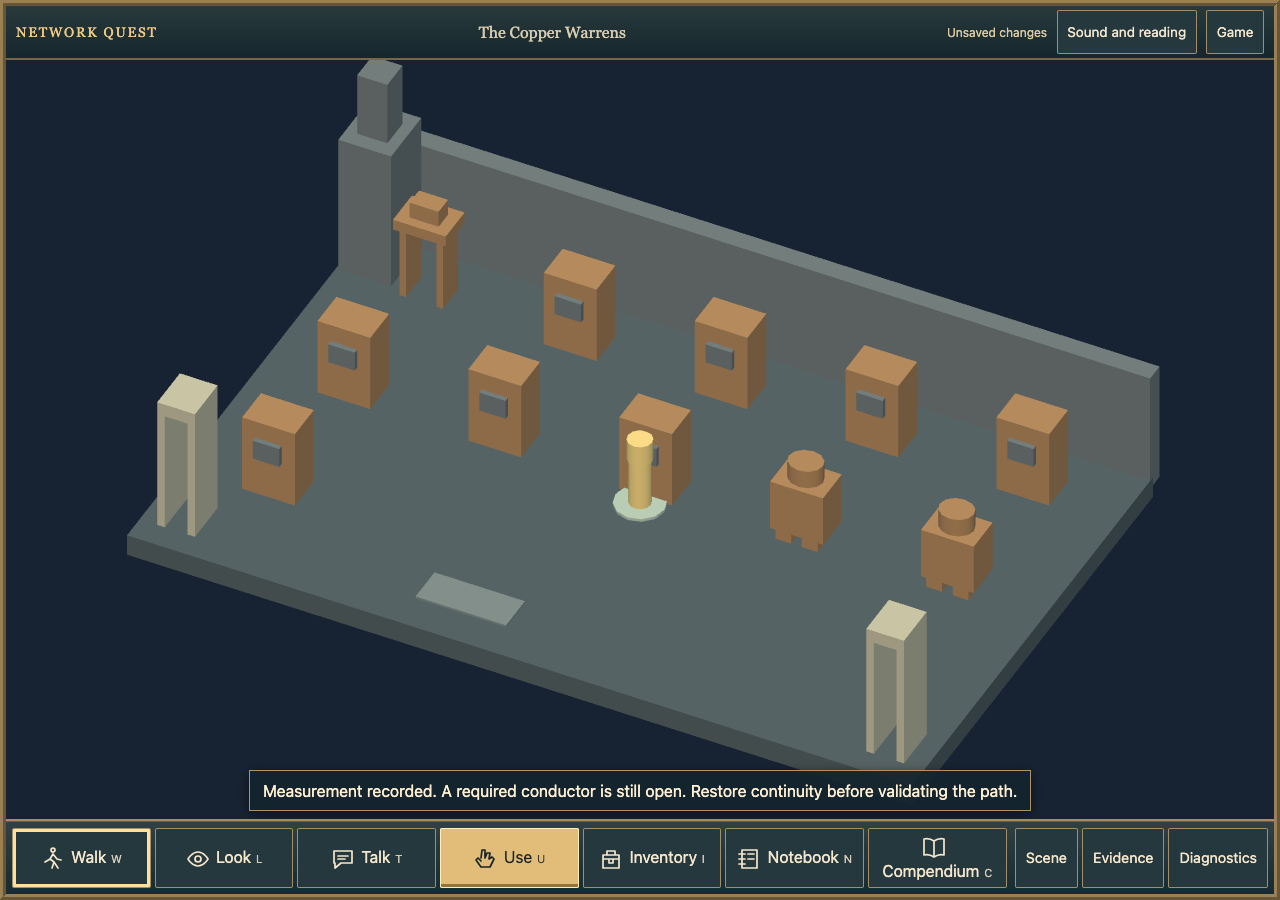 NETWORK QUEST
The Copper Warrens
Unsaved changes
Sound and reading
Game
Measurement recorded. A required conductor is still open. Restore continuity before validating the path.
Walk W
Look L
Talk T
Use U
Inventory I
Notebook N
Compendium C
Scene
Evidence
Diagnostics